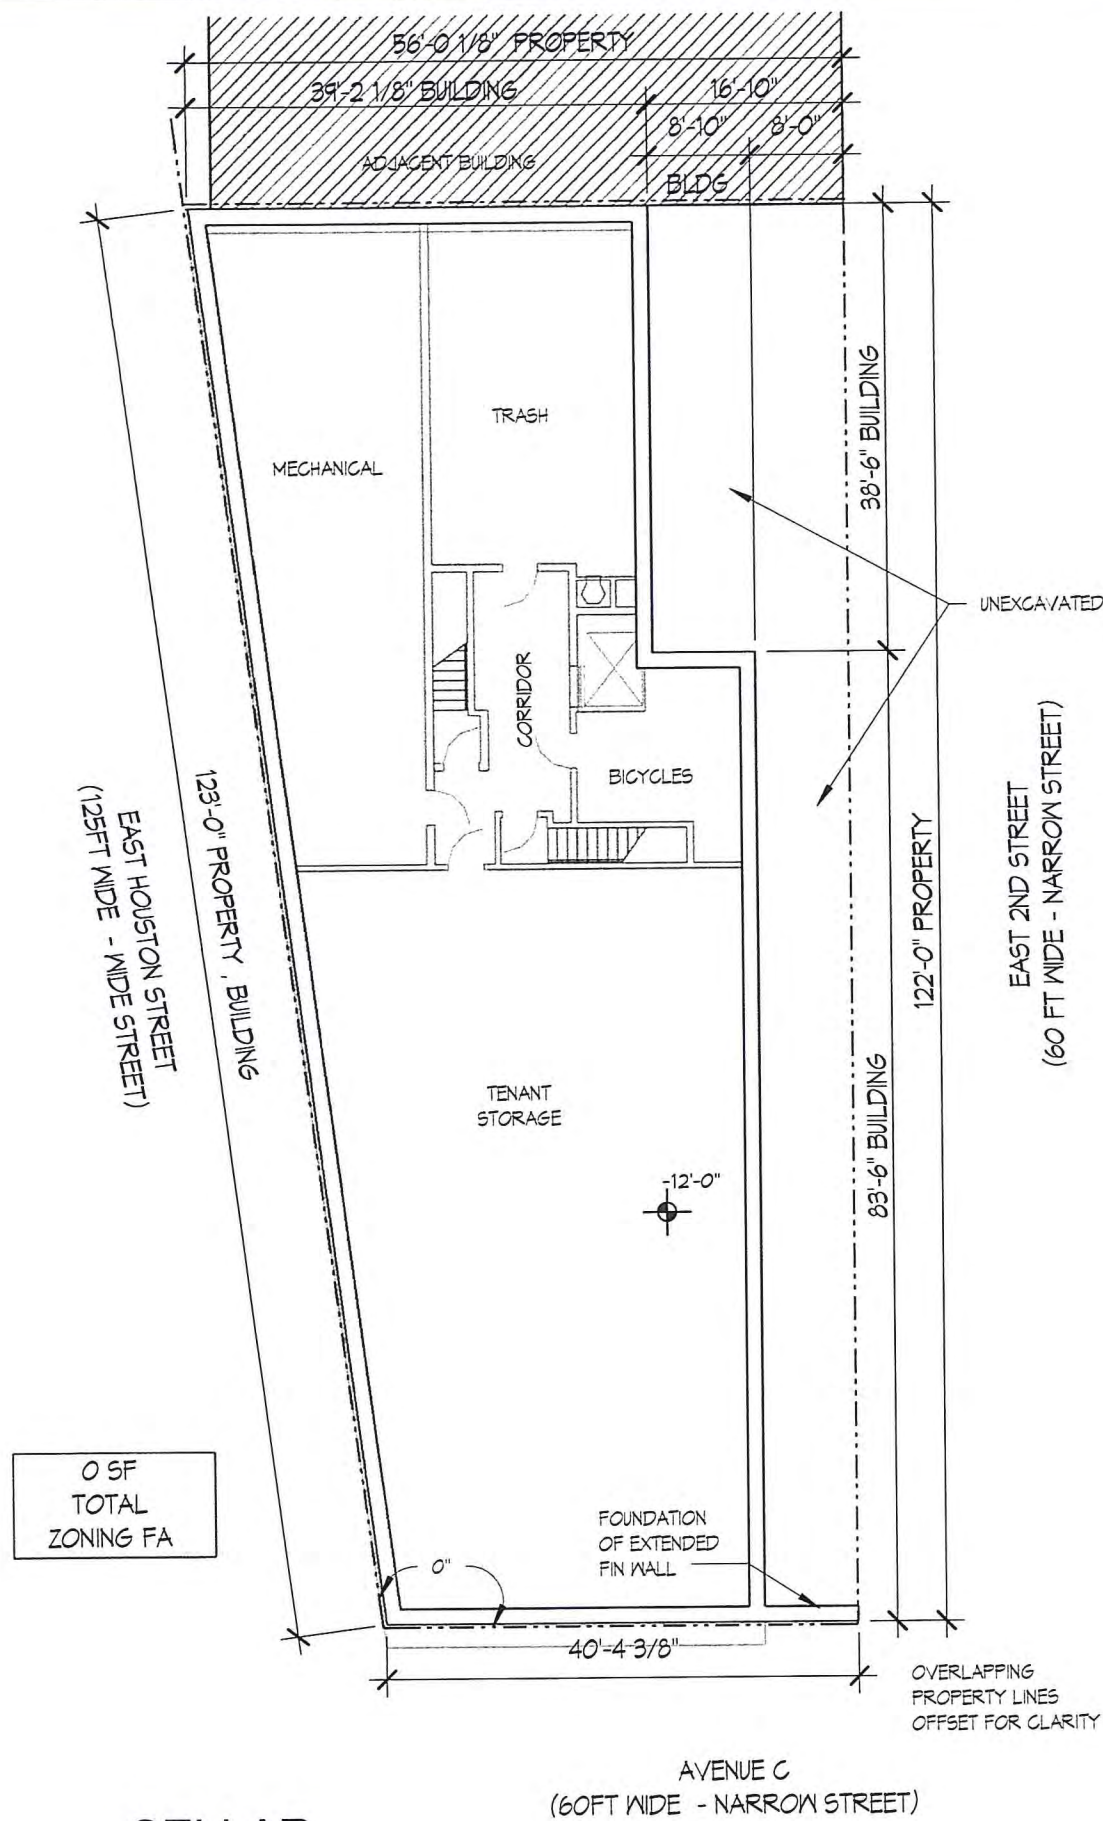 56'-0 1/8" PROPERTY
39'-2 1/8" BUILDING
16'-10"
8'-10"
8'-0"
ADJACENT BUILDING
BLDG
TRASH
MECHANICAL
38'-6" BUILDING
UNEXCAVATED
CORRIDOR
BICYCLES
EAST 2ND STREET
(60 FT WIDE - NARROW STREET)
122'-0" PROPERTY
123'-0" PROPERTY, BUILDING
EAST HOUSTON STREET
(125FT WIDE - WIDE STREET)
TENANT
STORAGE
83'-6" BUILDING
-12'-0"
0 SF
TOTAL
ZONING FA
FOUNDATION
OF EXTENDED
FIN WALL
0"
40'-4 3/8"
OVERLAPPING
PROPERTY LINES
OFFSET FOR CLARITY
AVENUE C
(60FT WIDE - NARROW STREET)
CELLAR